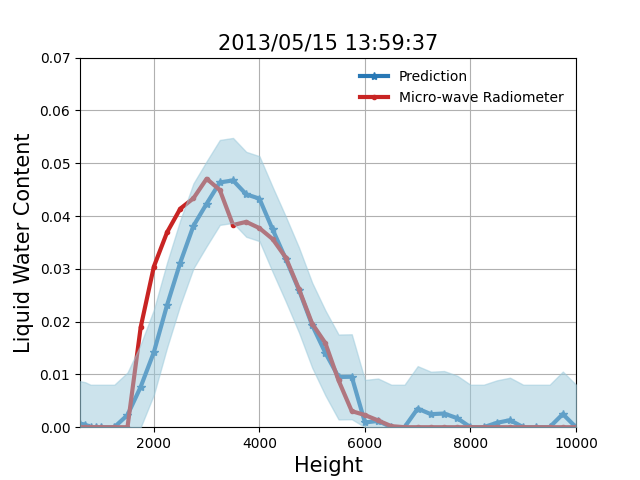 2013/05/15 13:59:37
Prediction
Micro-wave Radiometer
Liquid Water Content
0.07
0.06
0.05
0.04
0.03
0.02
0.01
0.00
2000 4000 6000 8000 10000
Height